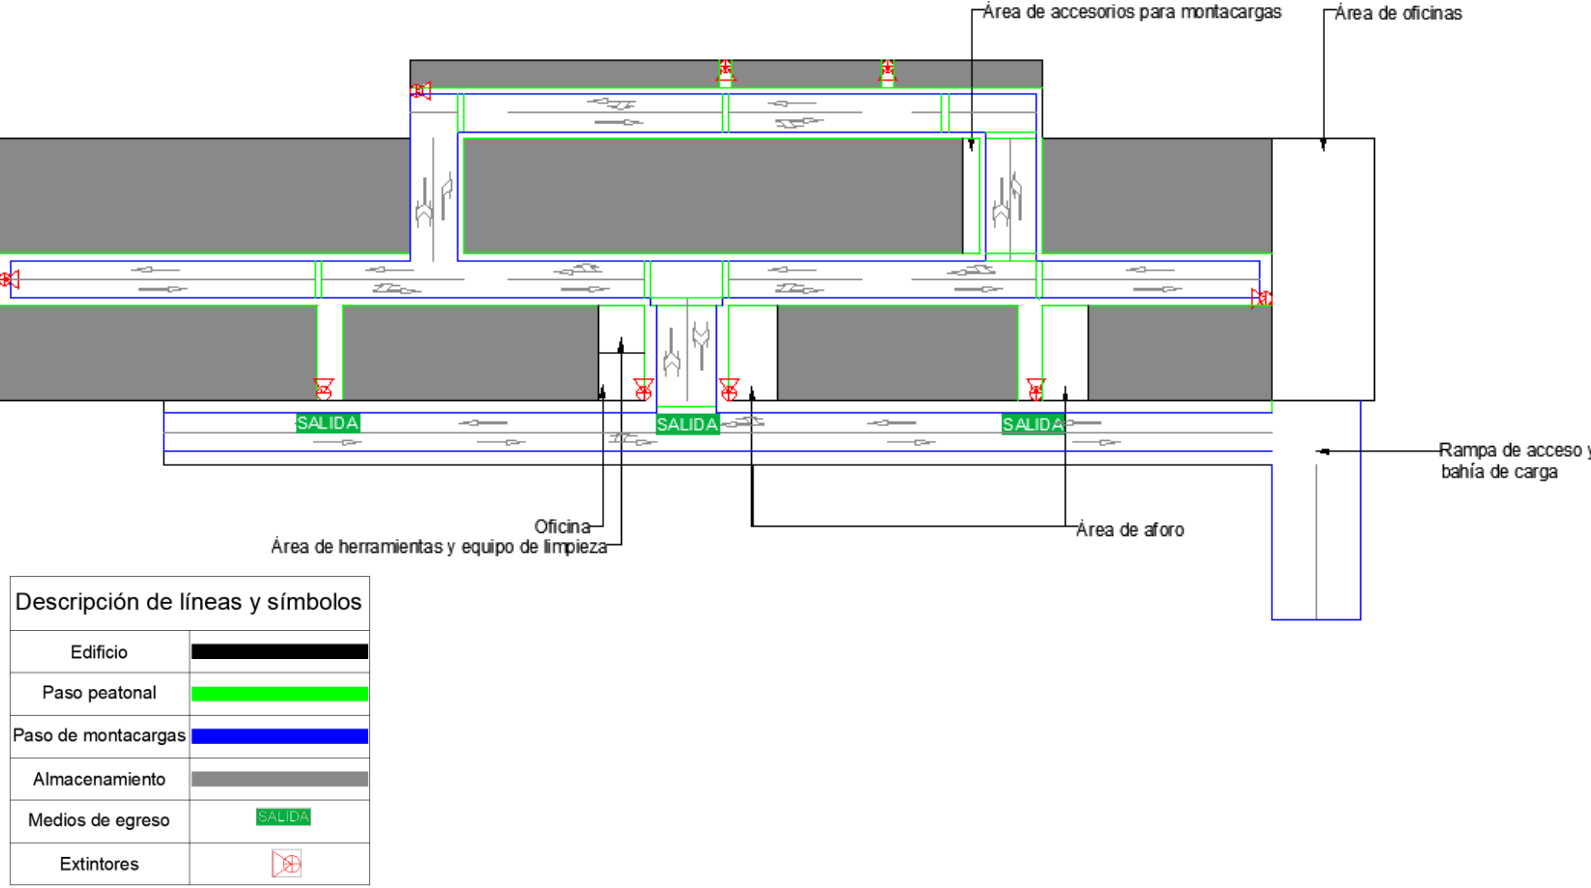 Área de accesorios para montacargas
Área de oficinas
SALIDA
SALIDA
SALIDA
Rampa de acceso y
bahía de carga
Oficina
Área de herramientas y equipo de limpieza
Área de aforo
Descripción de líneas y símbolos
Edificio
Paso peatonal
Paso de montacargas
Almacenamiento
Medios de egreso
SALIDA
Extintores